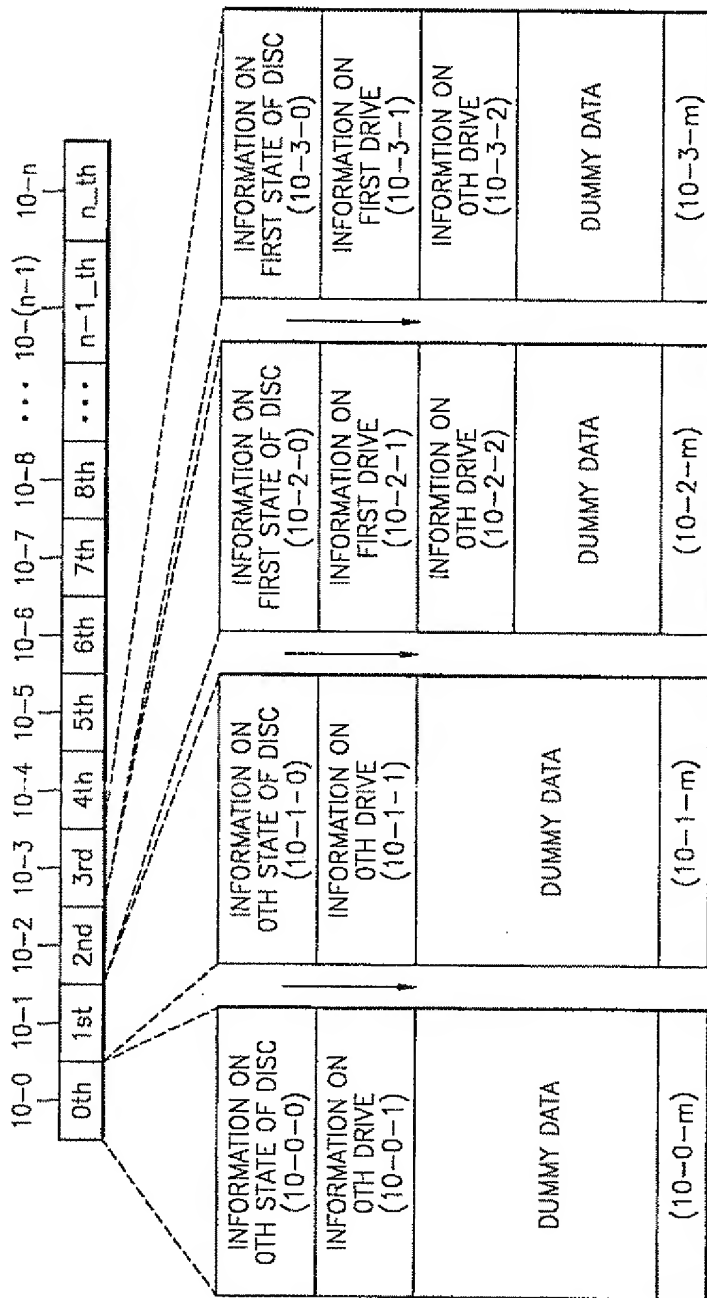 10-0 10-1 10-2 10-3 10-4 10-5 10-6 10-7 10-8 ••• 10-(n-1) 10-n
0th 1st 2nd 3rd 4th 5th 6th 7th 8th ••• n-1_th n_th
INFORMATION ON
0TH STATE OF DISC
(10-0-0)
INFORMATION ON
0TH DRIVE
(10-0-1)
DUMMY DATA
(10-0-m)
INFORMATION ON
0TH STATE OF DISC
(10-1-0)
INFORMATION ON
0TH DRIVE
(10-1-1)
DUMMY DATA
(10-1-m)
INFORMATION ON
FIRST STATE OF DISC
(10-2-0)
INFORMATION ON
FIRST DRIVE
(10-2-1)
INFORMTION ON
0TH DRIVE
(10-2-2)
DUMMY DATA
(10-2-m)
INFORMATION ON
FIRST STATE OF DISC
(10-3-0)
INFORMATION ON
FIRST DRIVE
(10-3-1)
INFORMTION ON
0TH DRIVE
(10-3-2)
DUMMY DATA
(10-3-m)